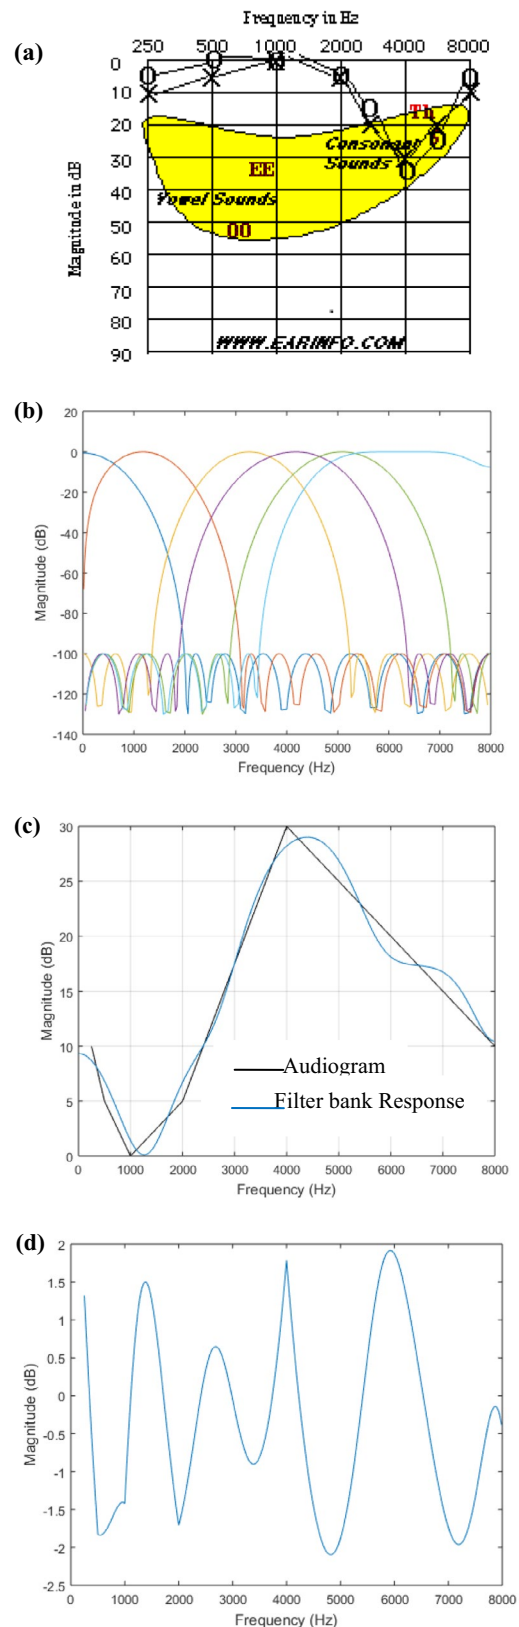 Frequency in Hz
(a)
250 500 1000 2000 4000 8000
0
10
20
30
40
50
60
70
80
90
Magnitude in dB
Th
Consonant
Sounds
EE
Vowel Sounds
OO
WWW.EARINFO.COM
(b)
20
0
-20
-40
-60
-80
-100
-120
-140
Magnitude (dB)
0 1000 2000 3000 4000 5000 6000 7000 8000
Frequency (Hz)
(c)
30
25
20
15
10
5
0
Magnitude (dB)
Audiogram
Filter bank Response
0 1000 2000 3000 4000 5000 6000 7000 8000
Frequency (Hz)
(d)
2
1.5
1
0.5
0
-0.5
-1
-1.5
-2
-2.5
Magnitude (dB)
0 1000 2000 3000 4000 5000 6000 7000 8000
Frequency (Hz)